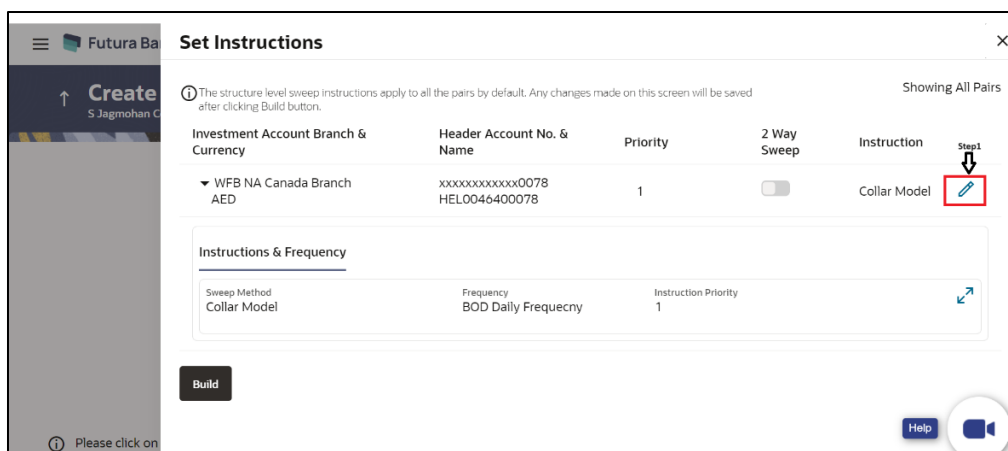 Futura Ba
Set Instructions
Create
S Jagmohan C
The structure level sweep instructions apply to all the pairs by default. Any changes made on this screen will be saved
after clicking Build button.
Showing All Pairs
Investment Account Branch &
Currency
Header Account No. &
Name
Priority
2 Way
Sweep
Instruction
Step1
WFB NA Canada Branch
AED
xxxxxxxxxxxx0078
HEL0046400078
1
Collar Model
Instructions & Frequency
Sweep Method
Collar Model
Frequency
BOD Daily Frequecny
Instruction Priority
1
Build
Help
Please click on